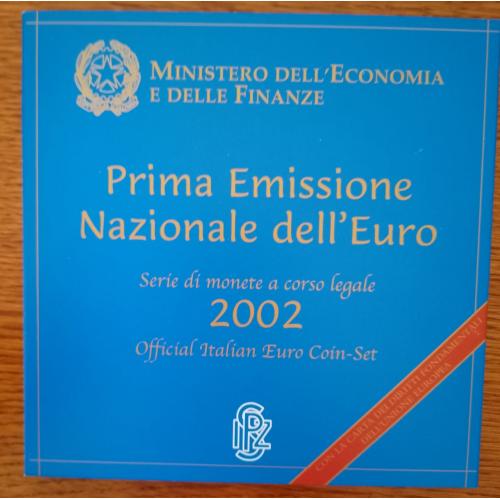 MINISTERO DELL'ECONOMIA
E DELLE FINANZE
Prima Emissione
Nazionale dell'Euro
Serie di monete a corso legale
2002
Official Italian Euro Coin-Set
CON LA CARTA DEI DIRITTI FONDAMENTALI
DELL'UNIONE EUROPEA
IPZS